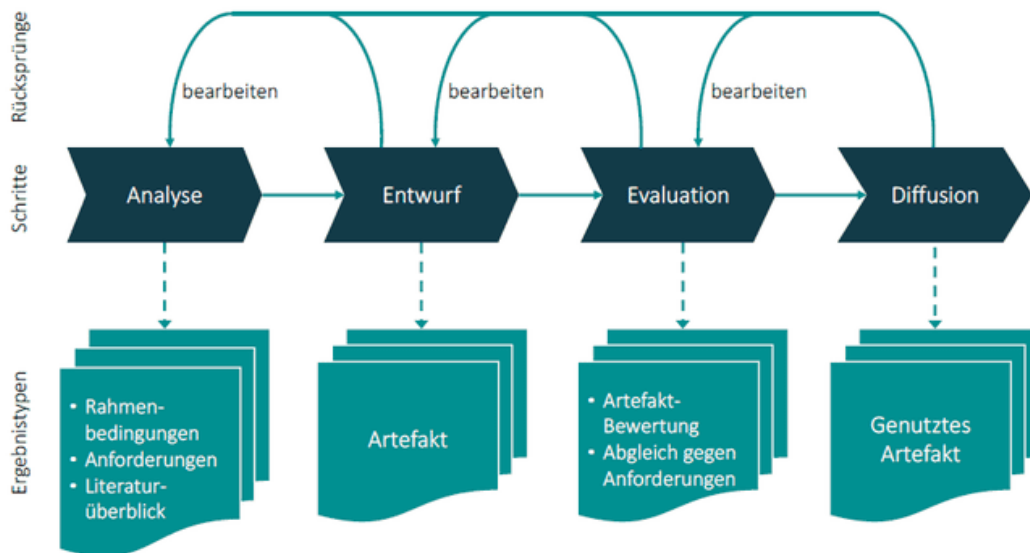 Rücksprünge
bearbeiten
bearbeiten
bearbeiten
Schritte
Analyse
Entwurf
Evaluation
Diffusion
Ergebnistypen
• Rahmen-
bedingungen
• Anforderungen
• Literatur-
überblick
Artefakt
• Artefakt-
Bewertung
• Abgleich gegen
Anforderungen
Genutztes
Artefakt